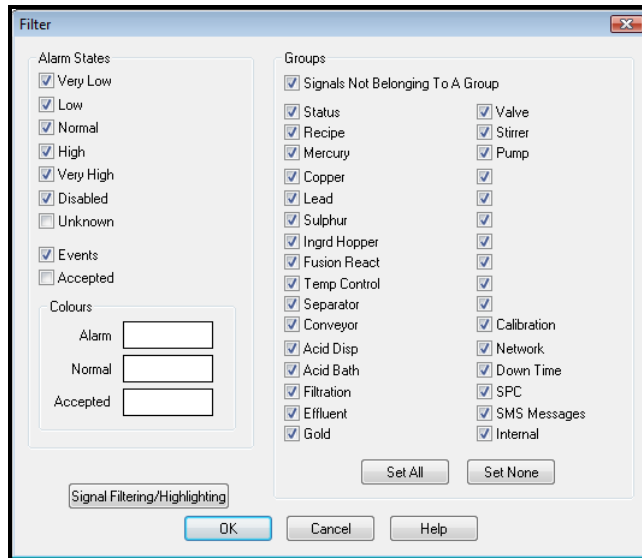 Filter
Alarm States
Very Low
Low
Normal
High
Very High
Disabled
Unknown
Events
Accepted
Colours
Alarm
Normal
Accepted
Signal Filtering/Highlighting
Groups
Signals Not Belonging To A Group
Status
Recipe
Mercury
Copper
Lead
Sulphur
Ingrd Hopper
Fusion React
Temp Control
Separator
Conveyor
Acid Disp
Acid Bath
Filtration
Effluent
Gold
Valve
Stirrer
Pump
Calibration
Network
Down Time
SPC
SMS Messages
Internal
Set All
Set None
OK
Cancel
Help